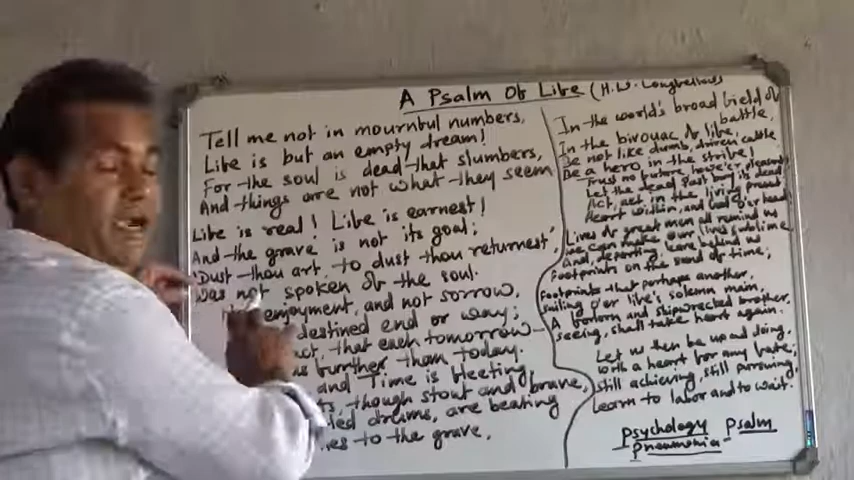 A Psalm Of Life (H.W. Longfellow)
Tell me not in mournful numbers,
Life is but an empty dream!
For the soul is dead that slumbers,
And things are not what they seem
Life is real! Life is earnest!
And the grave is not its goal;
'Dust thou art, to dust thou returnest'
Was not spoken of the soul.
enjoyment, and not sorrow,
destined end or way;
act, that each tomorrow
further than today.
and Time is fleeting
though stout and brave,
drums, are beating
to the grave.
In the world's broad field of
battle,
In the bivouac of life,
Be not like dumb, driven cattle
Be a hero in the strife!
Trust no future, howe'er pleasant
Let the dead Past bury its dead
Act, act in the living present
Heart within, and God o'er head
Lives of great men all remind us
We can make our lives sublime
And, departing leave behind us
Footprints on the sand of time;
Footprints that perhaps another,
Sailing o'er life's solemn main,
A forlorn and shipwrecked brother,
Seeing, shall take heart again.
Let us then be up and doing,
With a heart for any fate;
Still achieving, still pursuing,
Learn to labor and to wait.
Psychology Psalm
Pneumonia